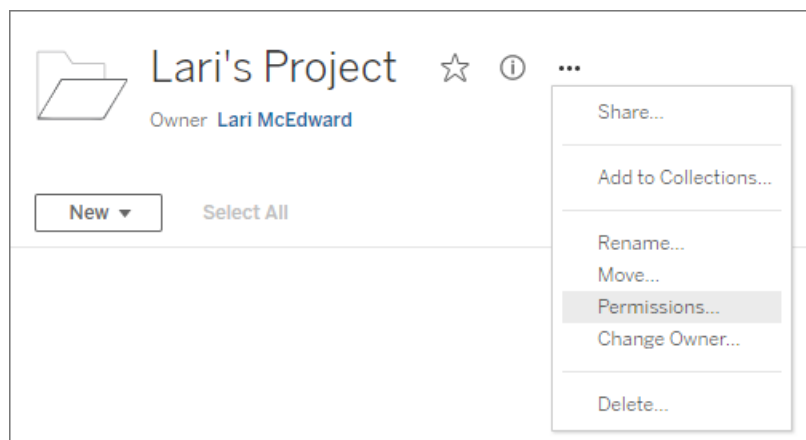 Lari's Project
Owner Lari McEdward
New
Select All
Share...
Add to Collections...
Rename...
Move...
Permissions...
Change Owner...
Delete...